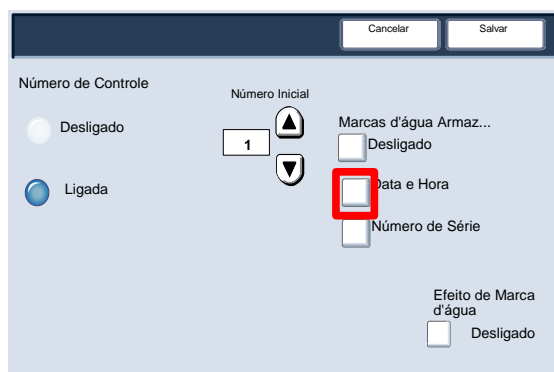 Cancelar
Salvar
Número de Controle
Desligado
Ligada
Número Inicial
1
Marcas d'água Armaz...
Desligado
Data e Hora
Número de Série
Efeito de Marca
d'água
Desligado